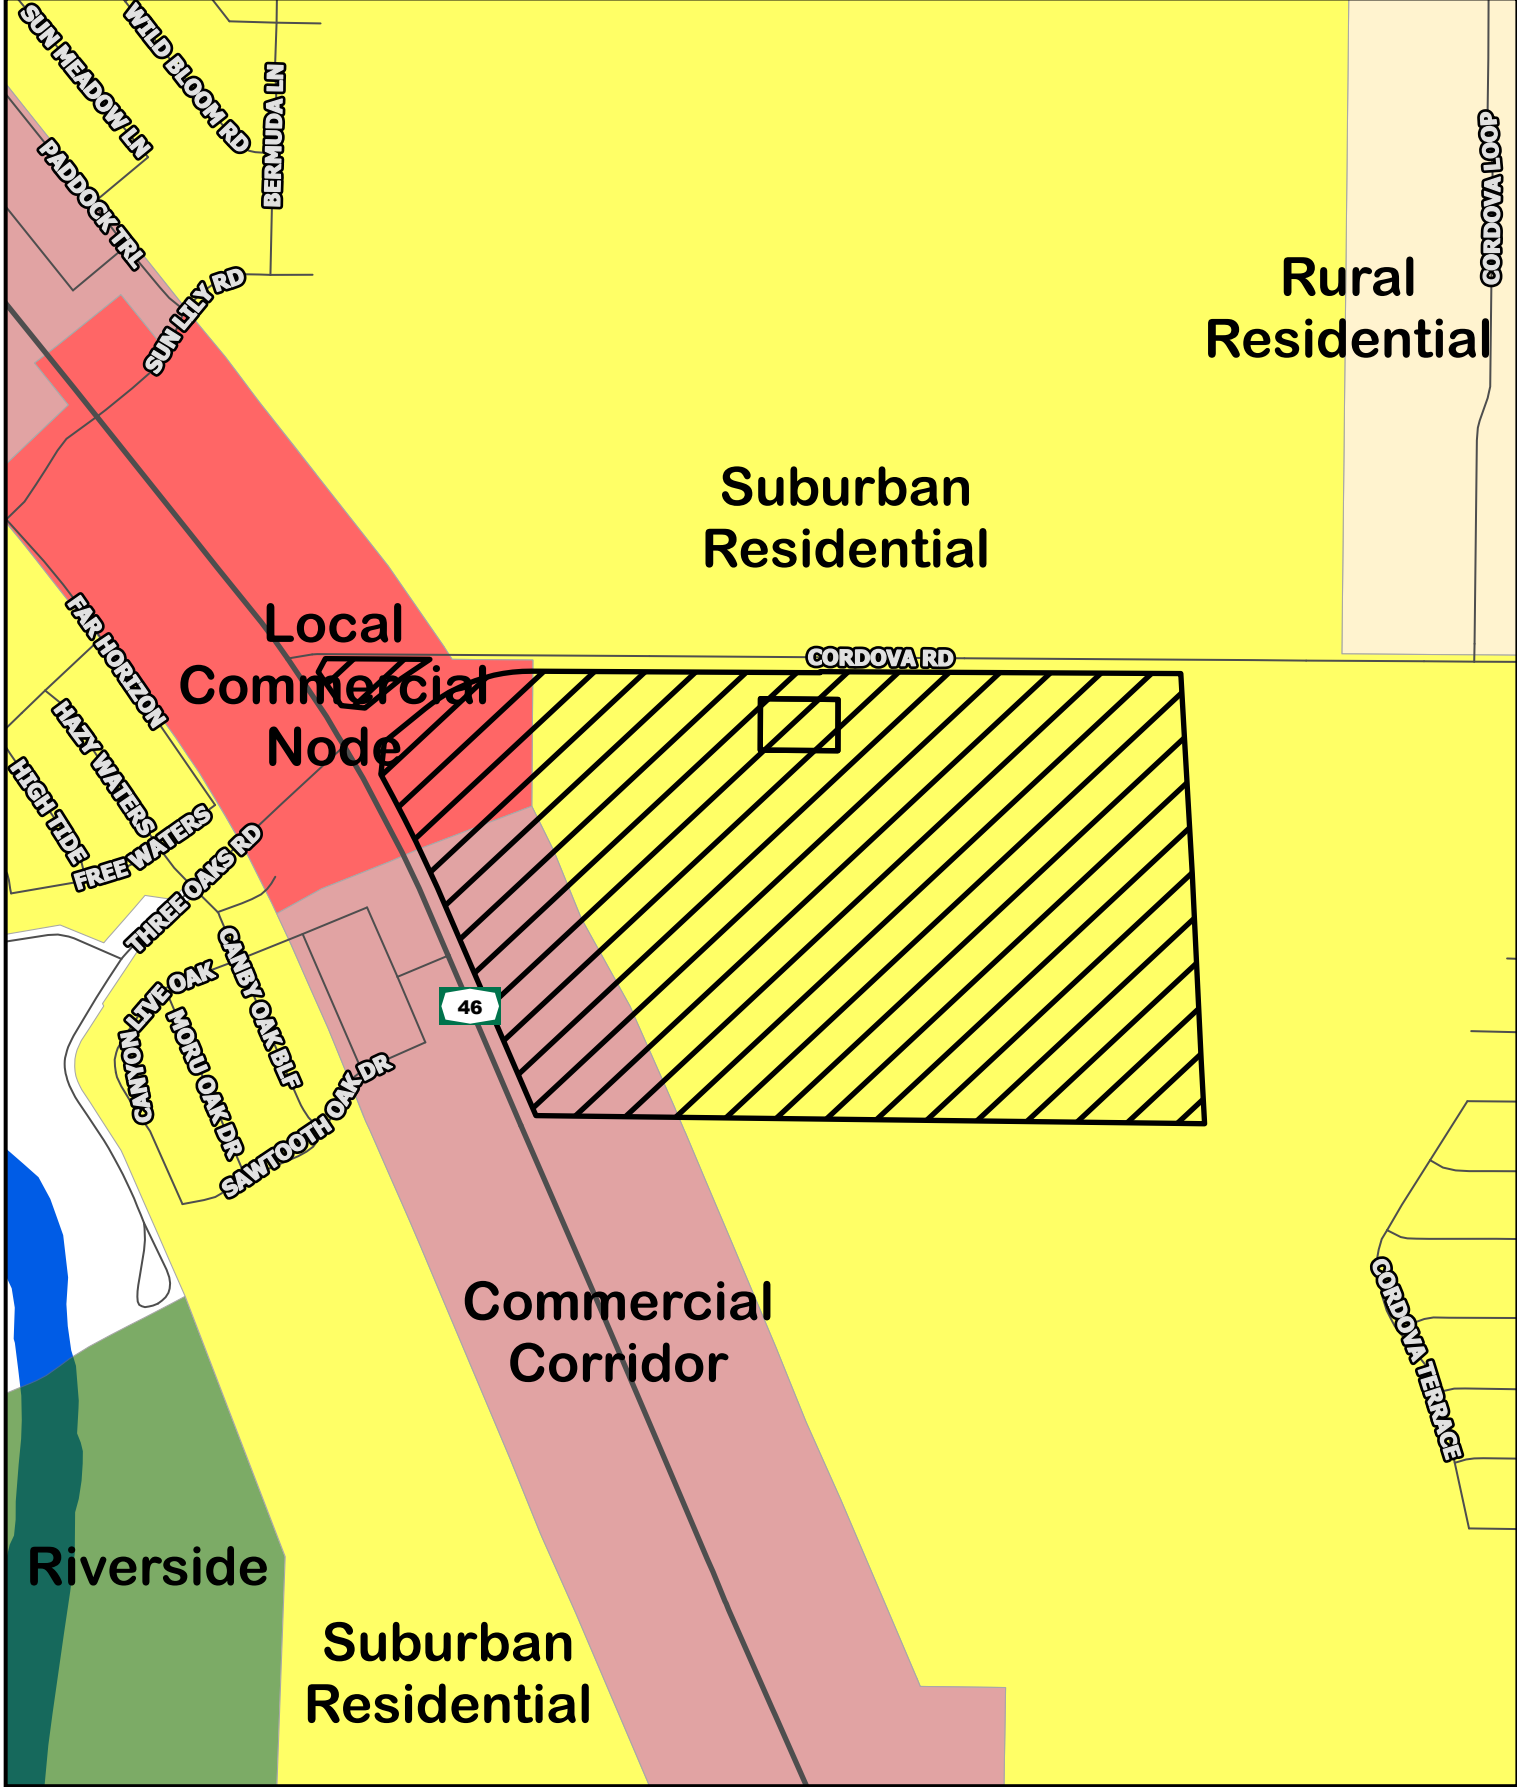 SUN MEADOW LN
WILD BLOOM RD
BERMUDA LN
PADDOCK TRL
SUN LILY RD
CORDOVA LOOP
Rural
Residential
Suburban
Residential
FAR HORIZON
Local
Commercial
Node
CORDOVA RD
HAZY WATERS
HIGH TIDE
FREE WATERS
THREE OAKS RD
LIVE OAK
CANYON
MORU OAK DR
CANBY OAK BLF
SAWTOOTH OAK DR
46
Commercial
Corridor
CORDOVA TERRACE
Riverside
Suburban
Residential